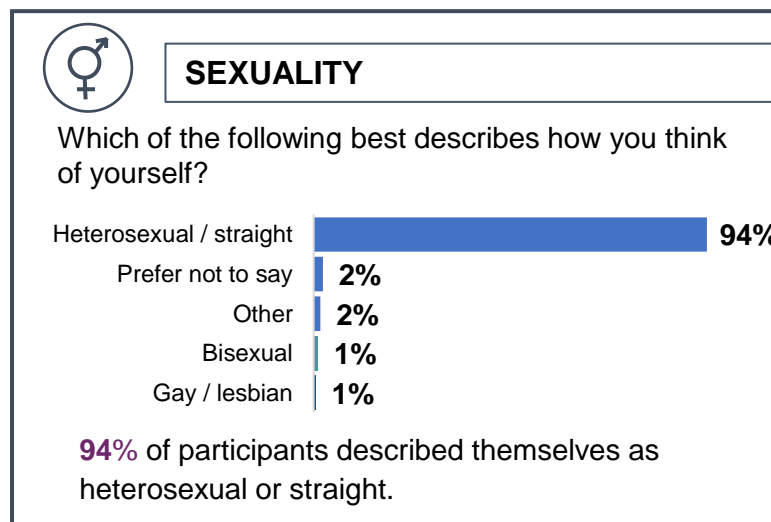 SEXUALITY
Which of the following best describes how you think
of yourself?
Heterosexual / straight 94%
Prefer not to say 2%
Other 2%
Bisexual 1%
Gay / lesbian 1%
94% of participants described themselves as
heterosexual or straight.